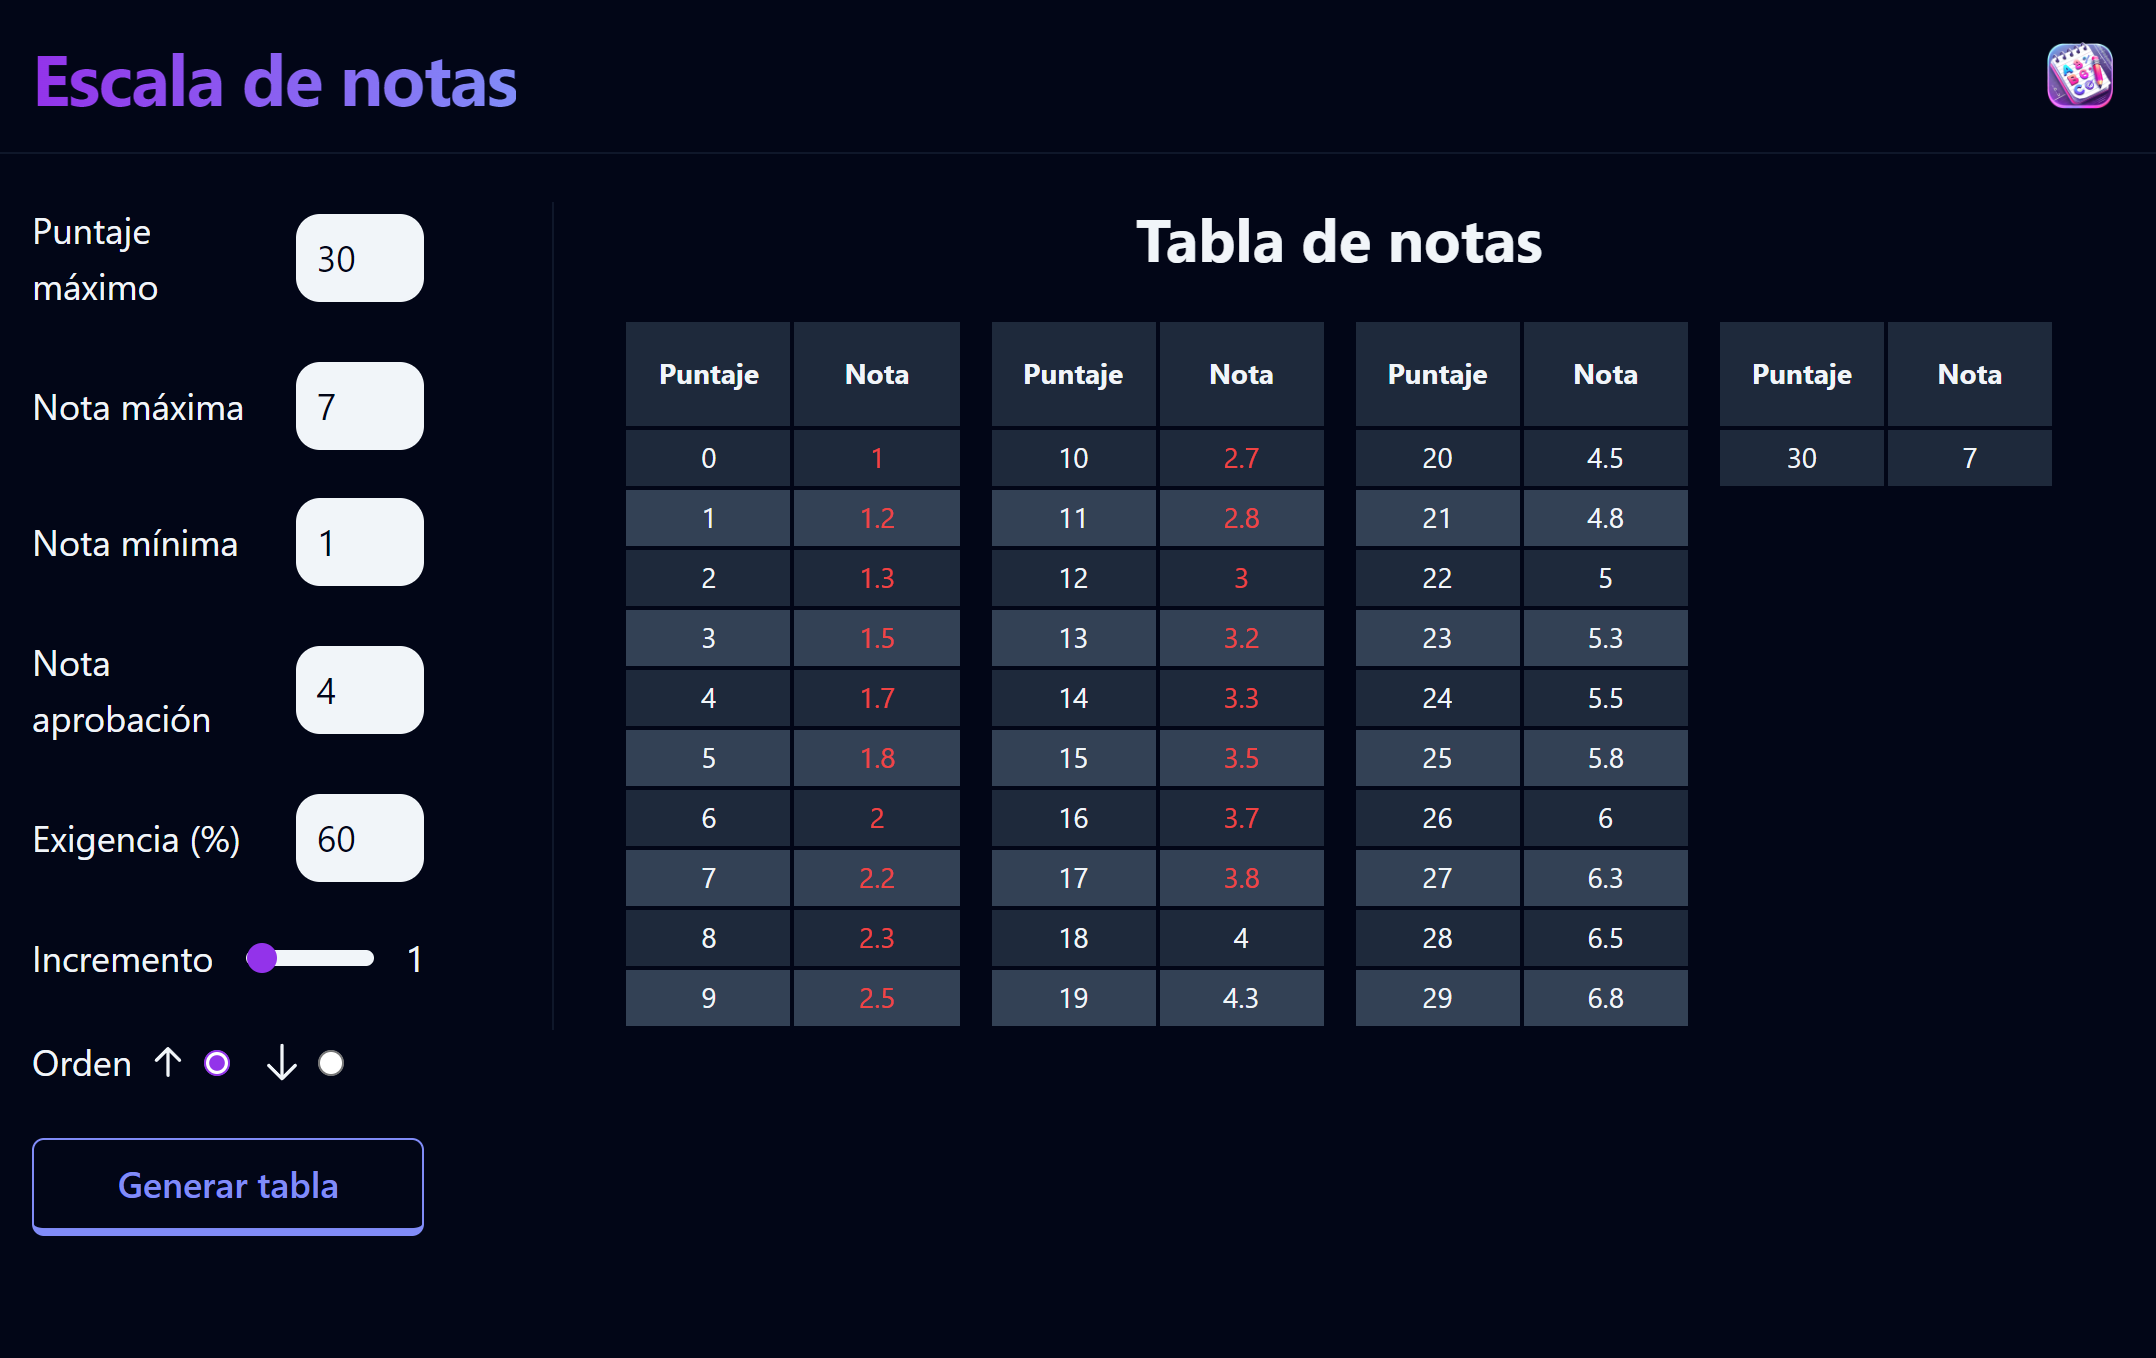 Escala de notas
Puntaje
máximo
30
Nota máxima
7
Nota mínima
1
Nota
aprobación
4
Exigencia (%)
60
Incremento
1
Orden ↑ ↓
Generar tabla
Tabla de notas
Puntaje Nota
0 1
1 1.2
2 1.3
3 1.5
4 1.7
5 1.8
6 2
7 2.2
8 2.3
9 2.5
Puntaje Nota
10 2.7
11 2.8
12 3
13 3.2
14 3.3
15 3.5
16 3.7
17 3.8
18 4
19 4.3
Puntaje Nota
20 4.5
21 4.8
22 5
23 5.3
24 5.5
25 5.8
26 6
27 6.3
28 6.5
29 6.8
Puntaje Nota
30 7